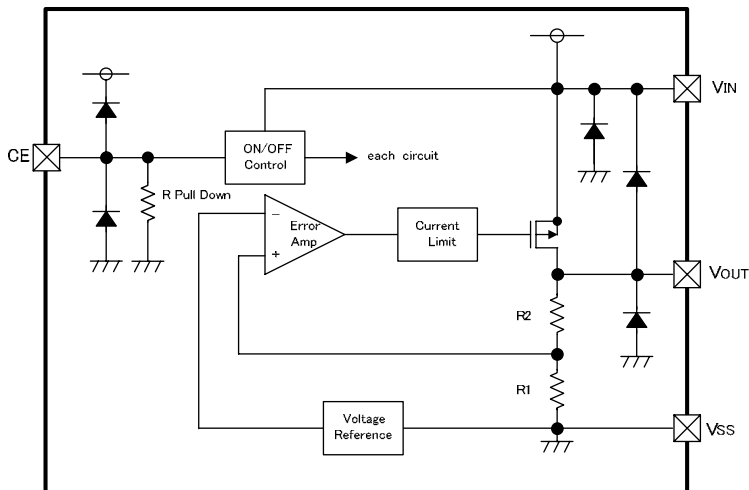 VIN
ON/OFF
Control
each circuit
CE
R Pull Down
−
Error
Amp
+
Current
Limit
VOUT
R2
R1
Voltage
Reference
VSS